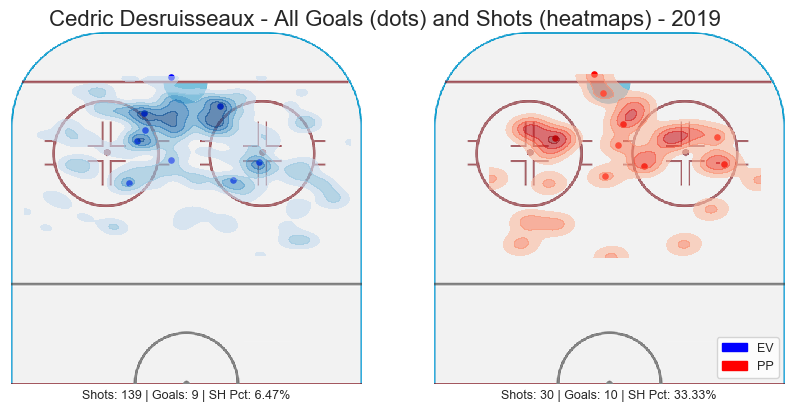 Cedric Desruisseaux - All Goals (dots) and Shots (heatmaps) - 2019
EV
PP
Shots: 139 | Goals: 9 | SH Pct: 6.47%
Shots: 30 | Goals: 10 | SH Pct: 33.33%